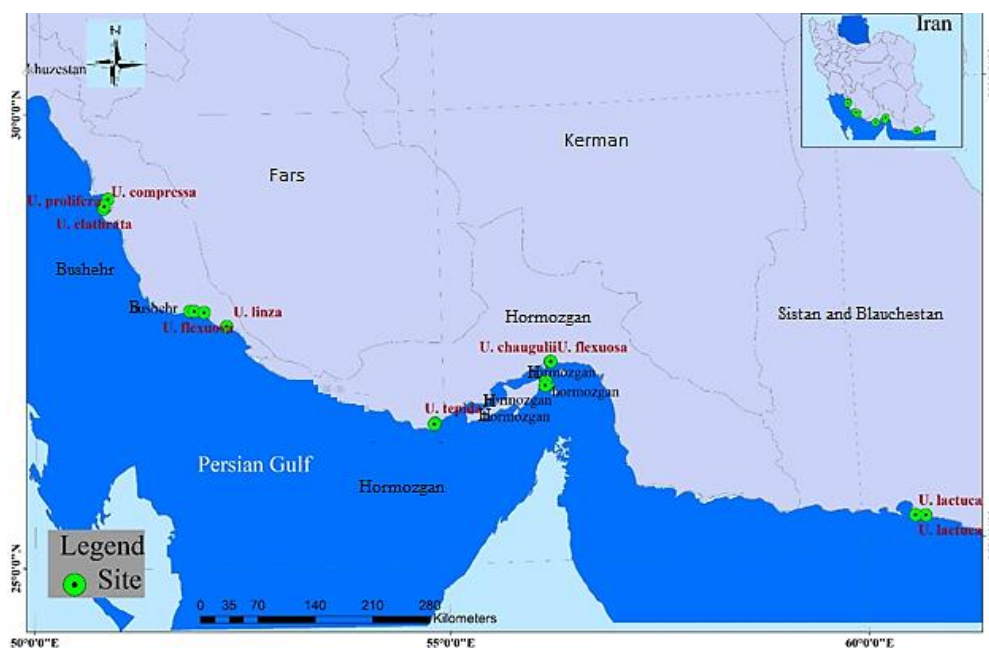 Iran
khuzestan
30°0'0"N
Kerman
Fars
U. compressa
U. prolifera
U. clathrata
Bushehr
Bushehr
U. linza
U. flexuosa
Hormozgan
Sistan and Blauchestan
U. chaugulii U. flexuosa
Hormozgan
hormozgan
Hormozgan
U. tepida
Hormozgan
Persian Gulf
Hormozgan
U. lactuca
U. lactuca
Legend
Site
25°0'0"N
0 35 70 140 210 280
Kilometers
50°0'0"E 55°0'0"E 60°0'0"E